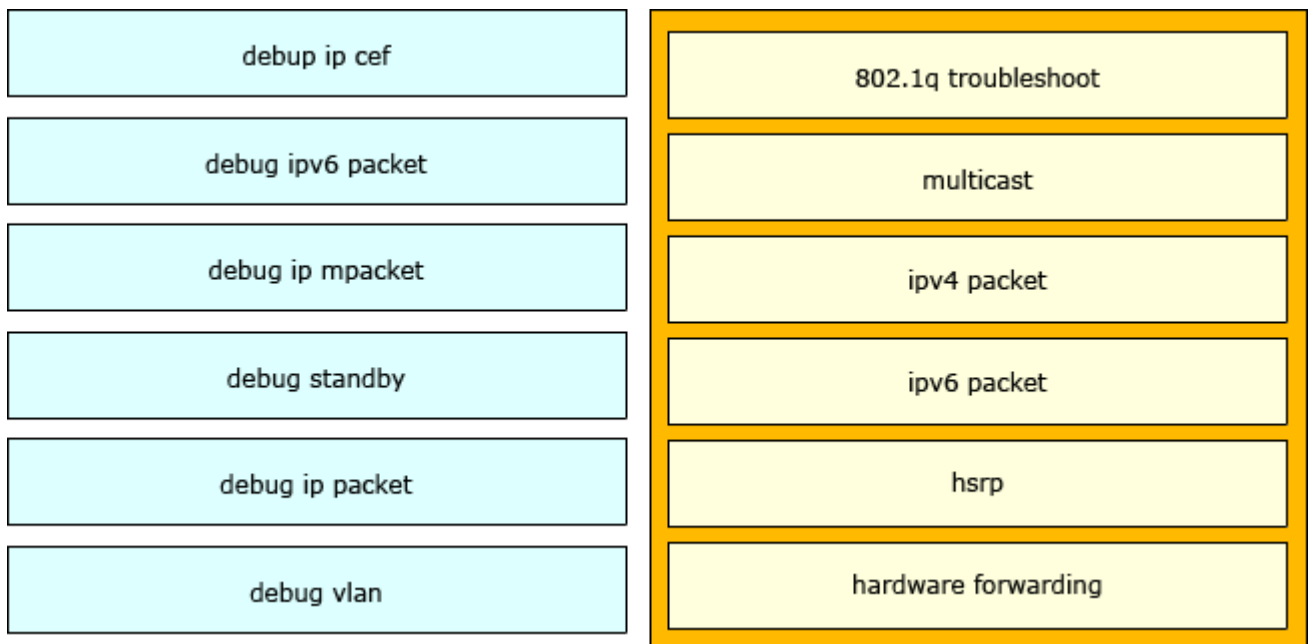 debup ip cef
debug ipv6 packet
debug ip mpacket
debug standby
debug ip packet
debug vlan
802.1q troubleshoot
multicast
ipv4 packet
ipv6 packet
hsrp
hardware forwarding